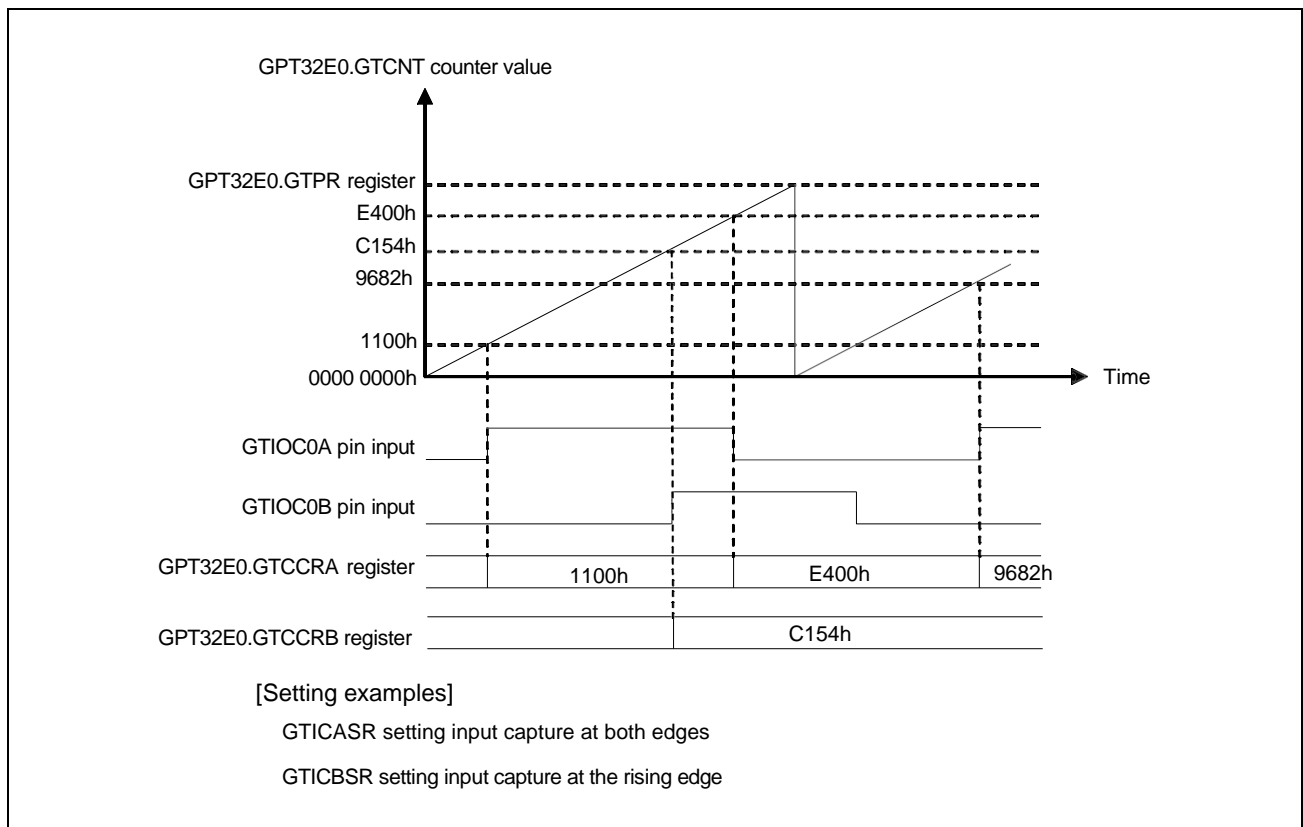 GPT32E0.GTCNT counter value
GPT32E0.GTPR register
E400h
C154h
9682h
1100h
0000 0000h
Time
GTIOC0A pin input
GTIOC0B pin input
GPT32E0.GTCCRA register
1100h
E400h
9682h
GPT32E0.GTCCRB register
C154h
[Setting examples]
GTICASR setting input capture at both edges
GTICBSR setting input capture at the rising edge